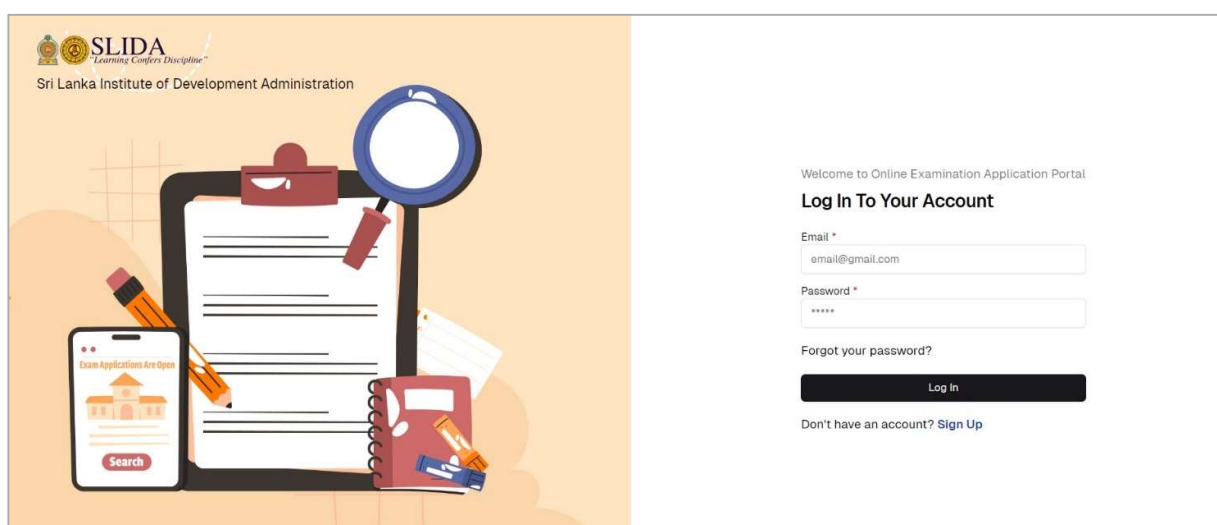 SLIDA
"Learning Confers Discipline"
Sri Lanka Institute of Development Administration
Exam Applications Are Open
Search
Welcome to Online Examination Application Portal
Log In To Your Account
Email *
email@gmail.com
Password *
*****
Forgot your password?
Log In
Don't have an account? Sign Up